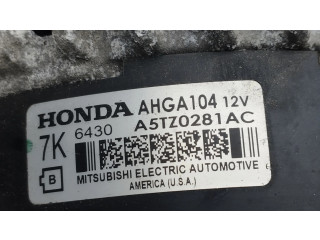 HONDA AHGA104 12V
7K 6430 A5TZ0281AC
B
MITSUBISHI ELECTRIC AUTOMOTIVE
AMERICA (U.S.A.)